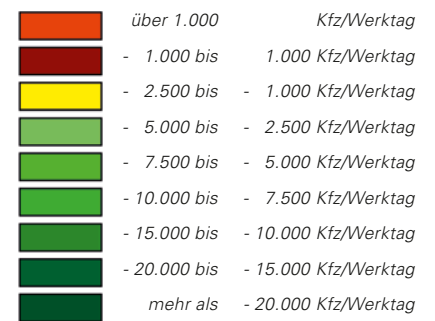 über 1.000 Kfz/Werktag
- 1.000 bis 1.000 Kfz/Werktag
- 2.500 bis - 1.000 Kfz/Werktag
- 5.000 bis - 2.500 Kfz/Werktag
- 7.500 bis - 5.000 Kfz/Werktag
- 10.000 bis - 7.500 Kfz/Werktag
- 15.000 bis - 10.000 Kfz/Werktag
- 20.000 bis - 15.000 Kfz/Werktag
mehr als - 20.000 Kfz/Werktag